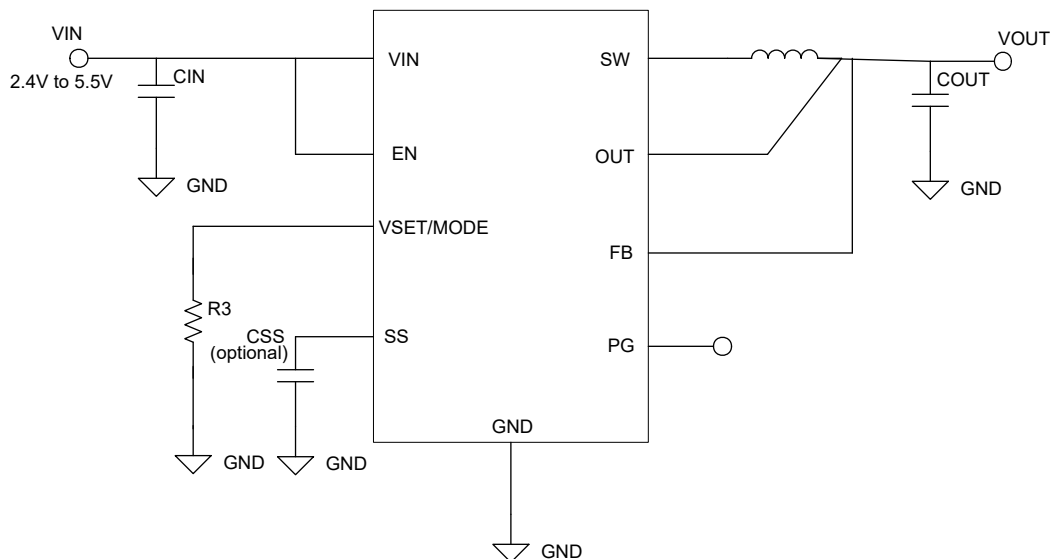 VIN
2.4V to 5.5V
CIN
GND
VIN
EN
VSET/MODE
SS
SW
OUT
FB
PG
GND
VOUT
COUT
GND
R3
CSS
(optional)
GND
GND
GND